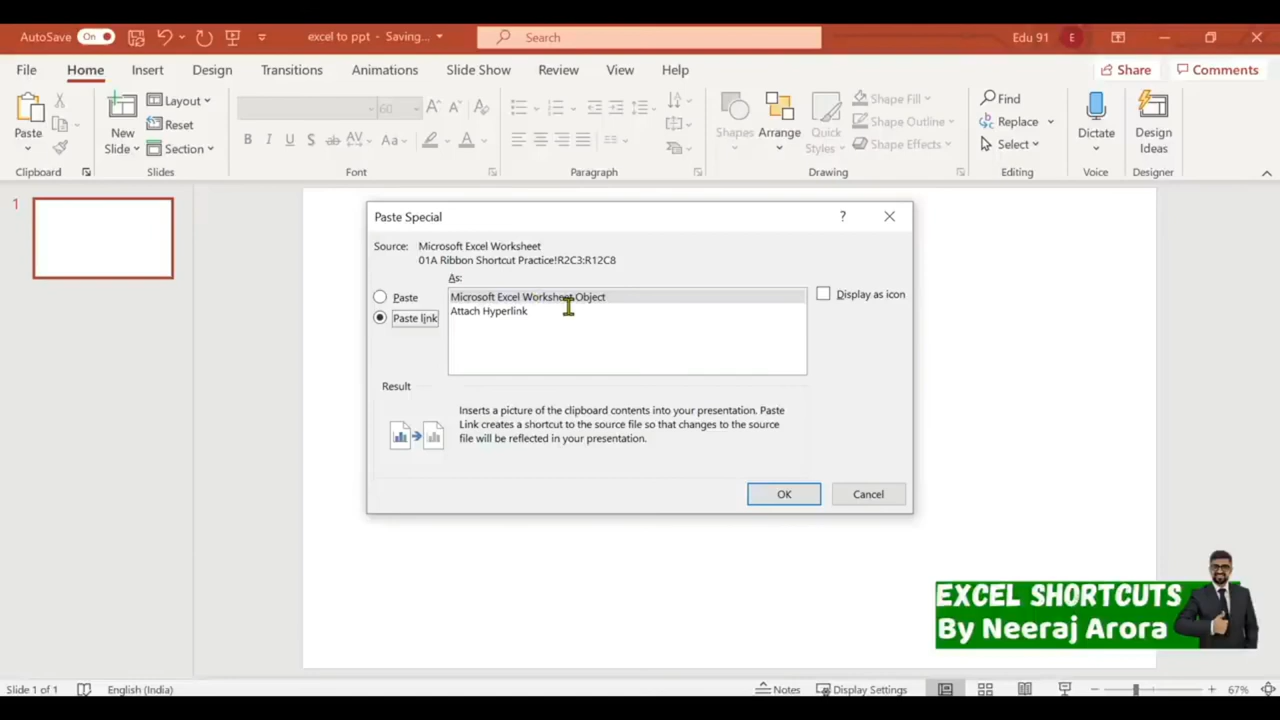 AutoSave On excel to ppt - Saving... Search Edu 91 E
File Home Insert Design Transitions Animations Slide Show Review View Help Share Comments
Paste
New Slide
Layout
Reset
Section
60
B I U S ab AV Aa A
Shapes
Arrange
Quick Styles
Shape Fill
Shape Outline
Shape Effects
Find
Replace
Select
Dictate
Design Ideas
Clipboard Slides Font Paragraph Drawing Editing Voice Designer
1
Paste Special ?
Source: Microsoft Excel Worksheet
01A Ribbon Shortcut Practice!R2C3:R12C8
As:
Paste
Paste link
Microsoft Excel Worksheet Object
Attach Hyperlink
Display as icon
Result
Inserts a picture of the clipboard contents into your presentation. Paste
Link creates a shortcut to the source file so that changes to the source
file will be reflected in your presentation.
OK Cancel
EXCEL SHORTCUTS
By Neeraj Arora
Slide 1 of 1 English (India) Notes Display Settings 67%